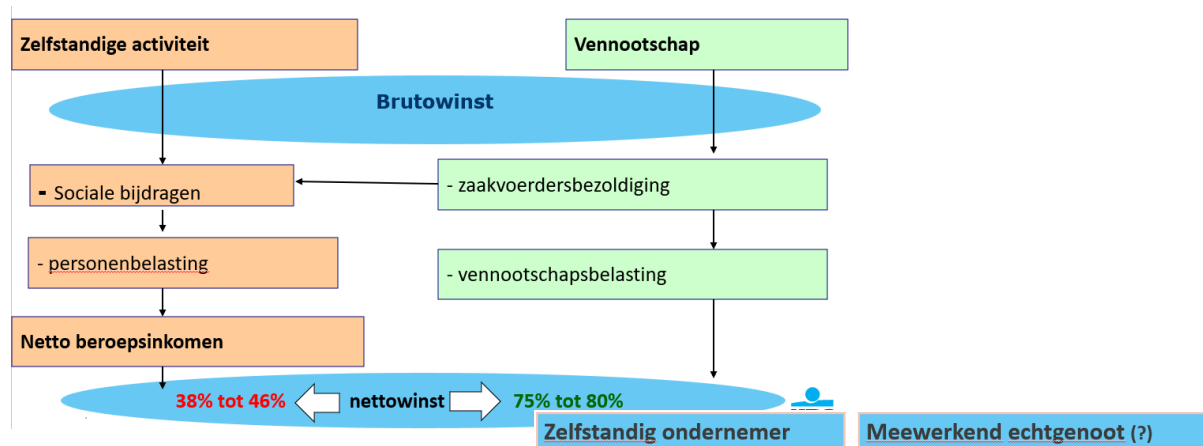 Zelfstandige activiteit
Vennootschap
Brutowinst
- Sociale bijdragen
- zaakvoerdersbezoldiging
- personenbelasting
- vennootschapsbelasting
Netto beroepsinkomen
38% tot 46%
nettowinst
75% tot 80%
Zelfstandig ondernemer
Meewerkend echtgenoot (?)